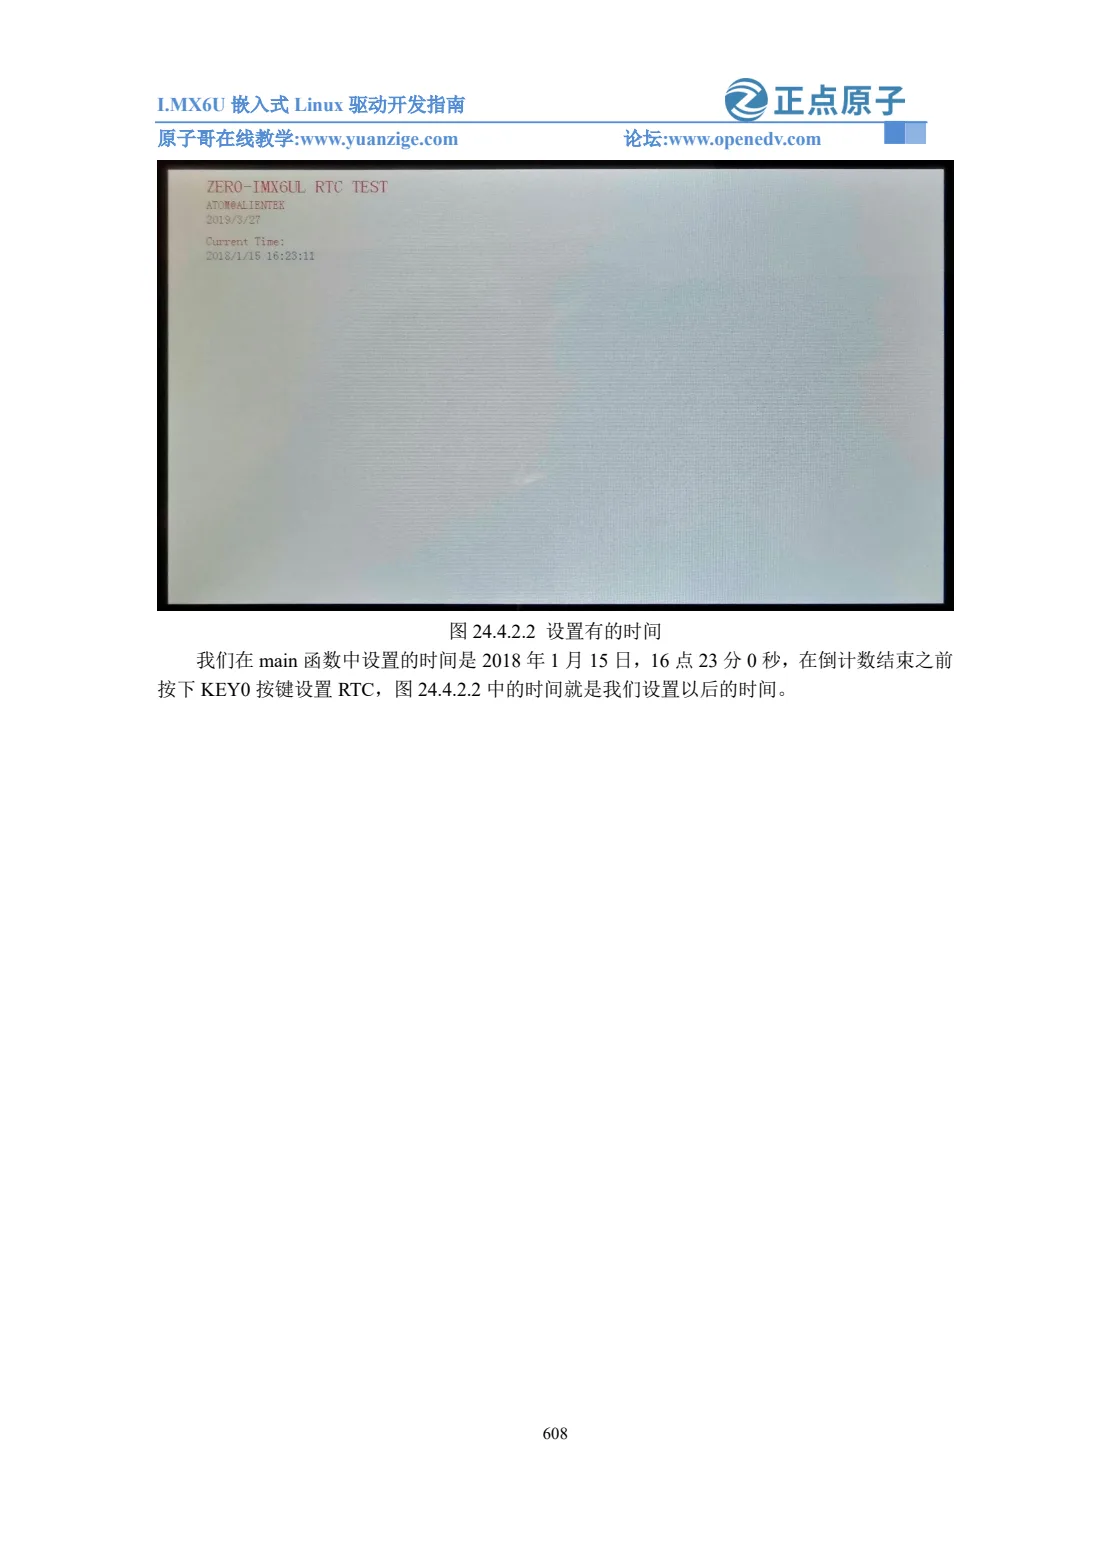 I.MX6U 嵌入式 Linux 驱动开发指南
正点原子
原子哥在线教学:www.yuanzige.com 论坛:www.openedv.com
ZERO-IMX6UL RTC TEST
ATOM@ALIENTEK
2019/3/27
Current Time:
2018/1/15 16:23:11
图 24.4.2.2 设置有的时间
我们在 main 函数中设置的时间是 2018 年 1 月 15 日，16 点 23 分 0 秒，在倒计数结束之前
按下 KEY0 按键设置 RTC，图 24.4.2.2 中的时间就是我们设置以后的时间。
608